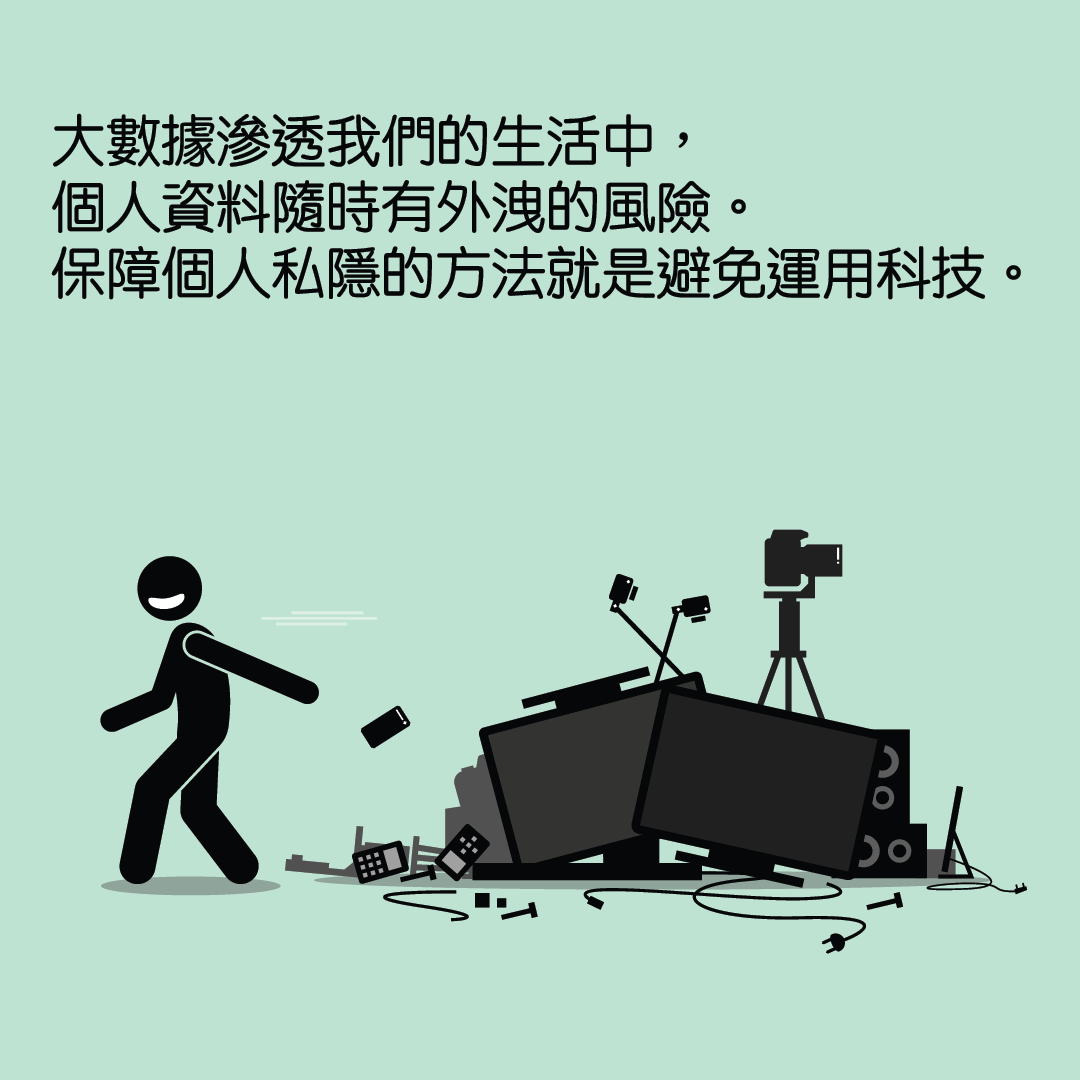 大數據滲透我們的生活中，
個人資料隨時有外洩的風險。
保障個人私隱的方法就是避免運用科技。